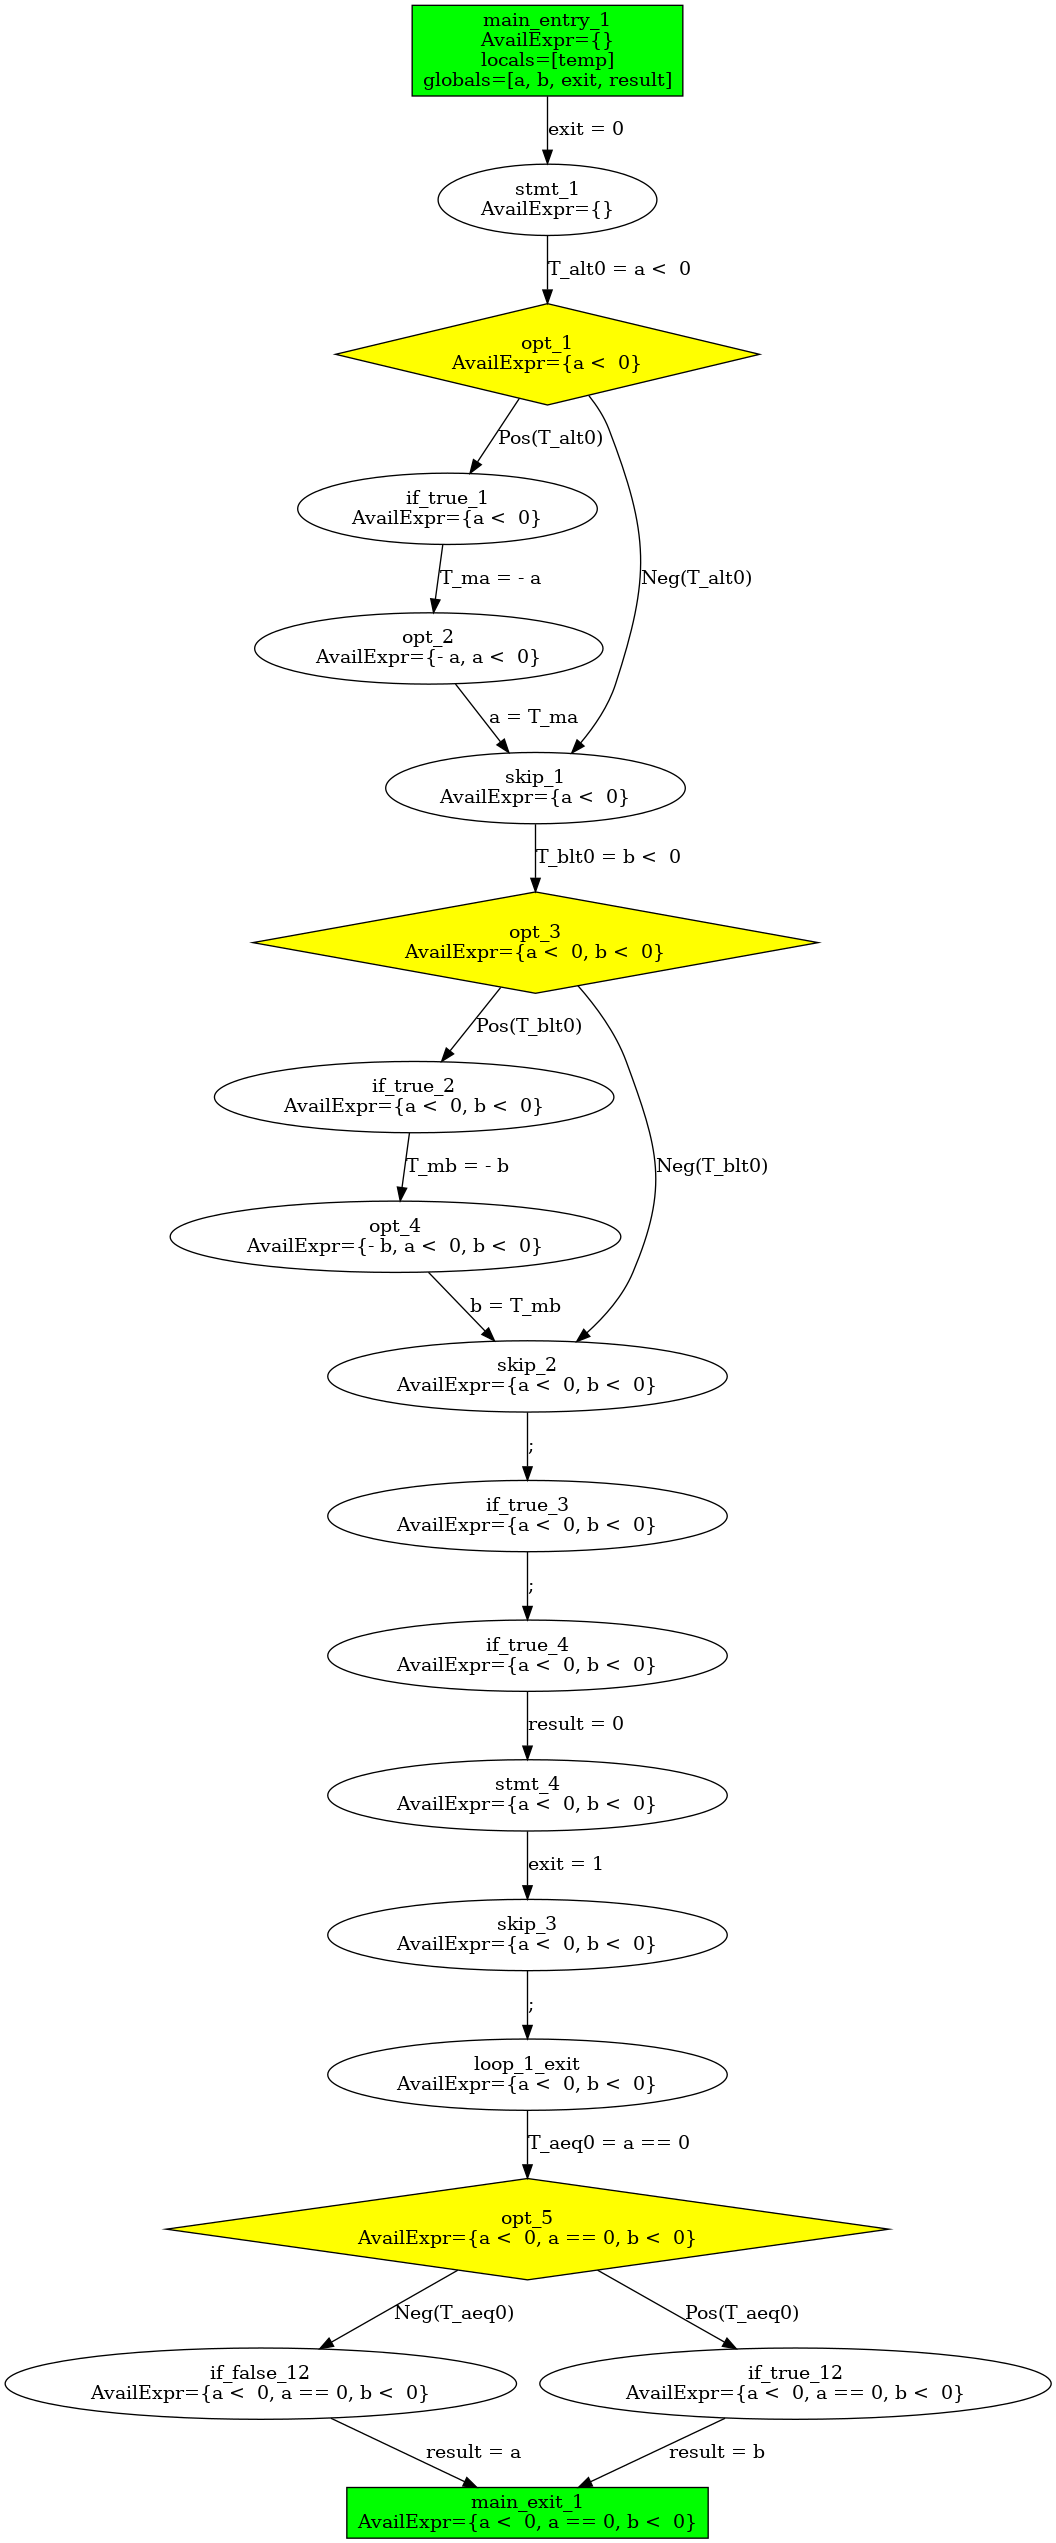 main_entry_1
AvailExpr={}
locals=[temp]
globals=[a, b, exit, result]
exit = 0
stmt_1
AvailExpr={}
T_alt0 = a <  0
opt_1
AvailExpr={a <  0}
Pos(T_alt0)
if_true_1
AvailExpr={a <  0}
T_ma = - a
Neg(T_alt0)
opt_2
AvailExpr={- a, a <  0}
a = T_ma
skip_1
AvailExpr={a <  0}
T_blt0 = b <  0
opt_3
AvailExpr={a <  0, b <  0}
Pos(T_blt0)
if_true_2
AvailExpr={a <  0, b <  0}
T_mb = - b
Neg(T_blt0)
opt_4
AvailExpr={- b, a <  0, b <  0}
b = T_mb
skip_2
AvailExpr={a <  0, b <  0}
;
if_true_3
AvailExpr={a <  0, b <  0}
;
if_true_4
AvailExpr={a <  0, b <  0}
result = 0
stmt_4
AvailExpr={a <  0, b <  0}
exit = 1
skip_3
AvailExpr={a <  0, b <  0}
;
loop_1_exit
AvailExpr={a <  0, b <  0}
T_aeq0 = a == 0
opt_5
AvailExpr={a <  0, a == 0, b <  0}
Neg(T_aeq0)
Pos(T_aeq0)
if_false_12
AvailExpr={a <  0, a == 0, b <  0}
if_true_12
AvailExpr={a <  0, a == 0, b <  0}
result = a
result = b
main_exit_1
AvailExpr={a <  0, a == 0, b <  0}